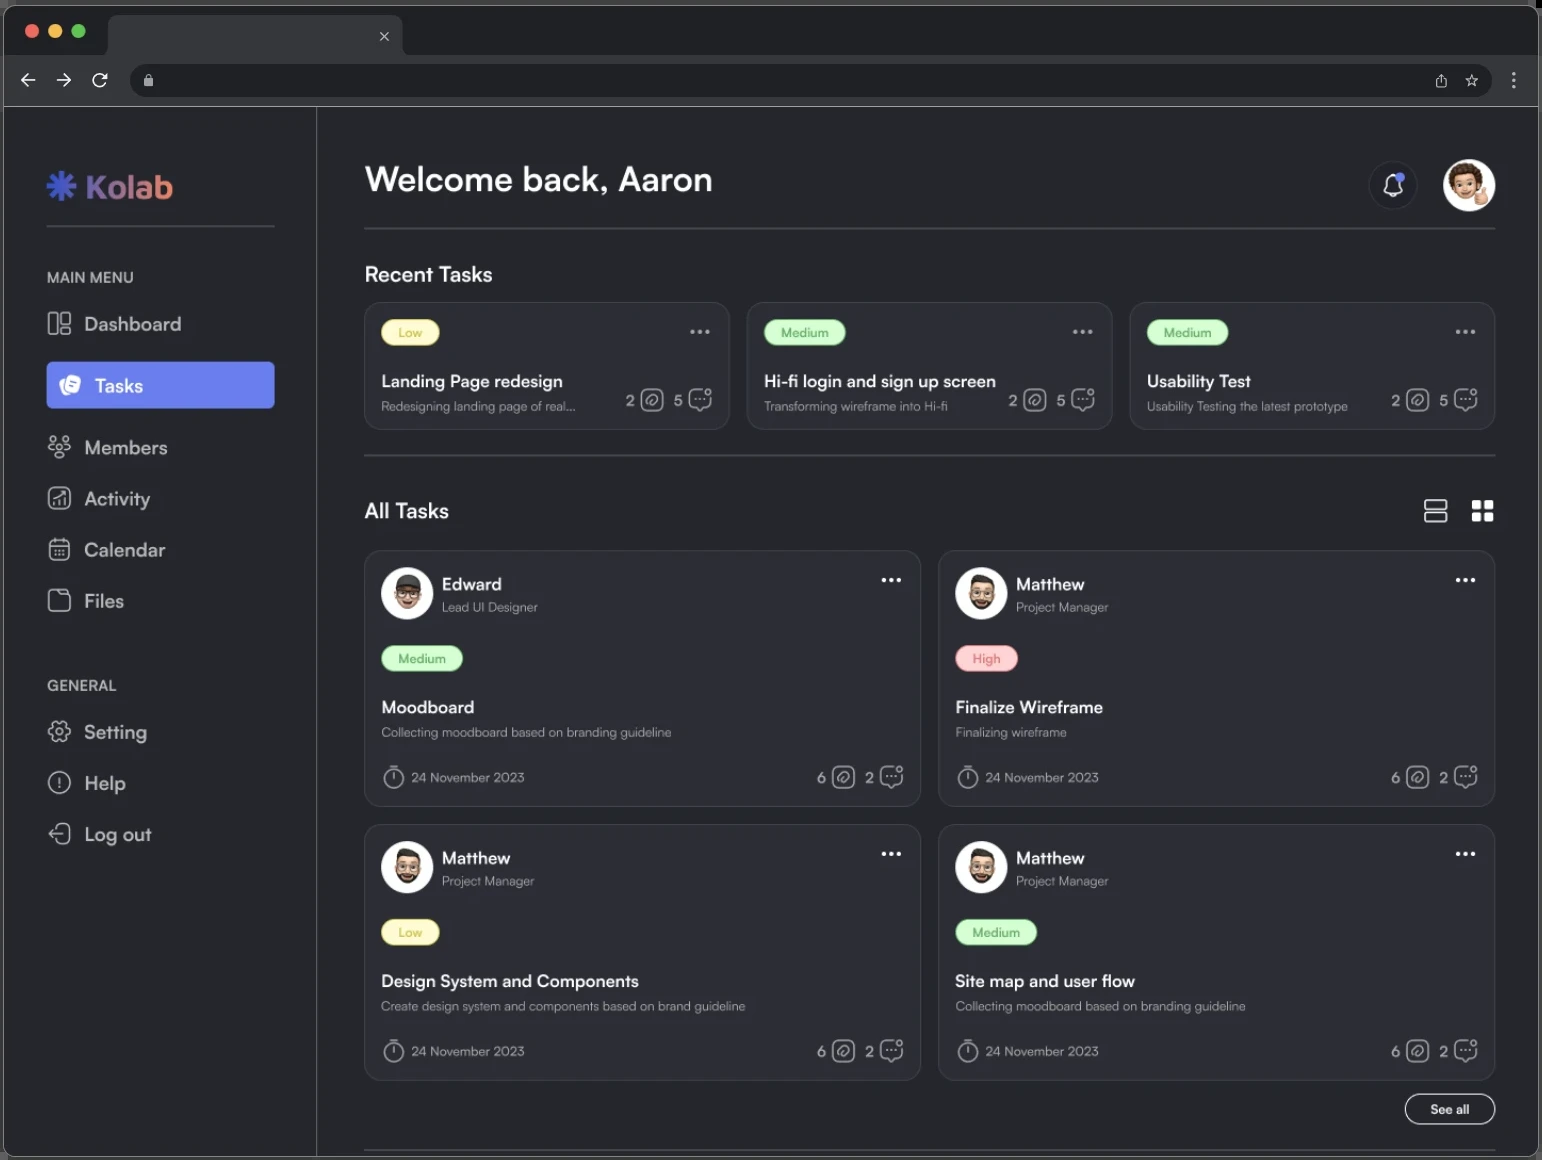 Kolab
MAIN MENU
Dashboard
Tasks
Members
Activity
Calendar
Files
GENERAL
Setting
Help
Log out
Welcome back, Aaron
Recent Tasks
Low
Landing Page redesign
Redesigning landing page of real...
2 5
Medium
Hi-fi login and sign up screen
Transforming wireframe into Hi-fi
2 5
Medium
Usability Test
Usability Testing the latest prototype
2 5
All Tasks
Edward
Lead UI Designer
Medium
Moodboard
Collecting moodboard based on branding guideline
24 November 2023 6 2
Matthew
Project Manager
High
Finalize Wireframe
Finalizing wireframe
24 November 2023 6 2
Matthew
Project Manager
Low
Design System and Components
Create design system and components based on brand guideline
24 November 2023 6 2
Matthew
Project Manager
Medium
Site map and user flow
Collecting moodboard based on branding guideline
24 November 2023 6 2
See all